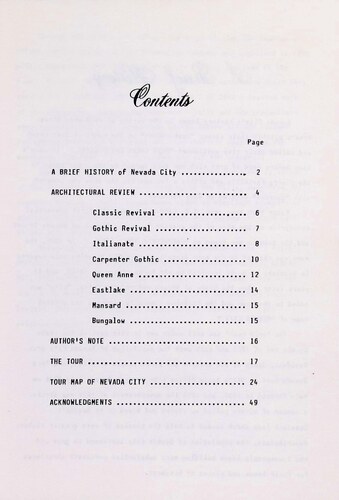 Contents
Page
A BRIEF HISTORY of Nevada City ................ 2
ARCHITECTURAL REVIEW .......................... 4
Classic Revival ........................ 6
Gothic Revival ......................... 7
Italianate ............................. 8
Carpenter Gothic ....................... 10
Queen Anne ............................. 12
Eastlake ............................... 14
Mansard ................................ 15
Bungalow ............................... 15
AUTHOR'S NOTE ................................. 16
THE TOUR ...................................... 17
TOUR MAP OF NEVADA CITY ....................... 24
ACKNOWLEDGMENTS ............................... 49